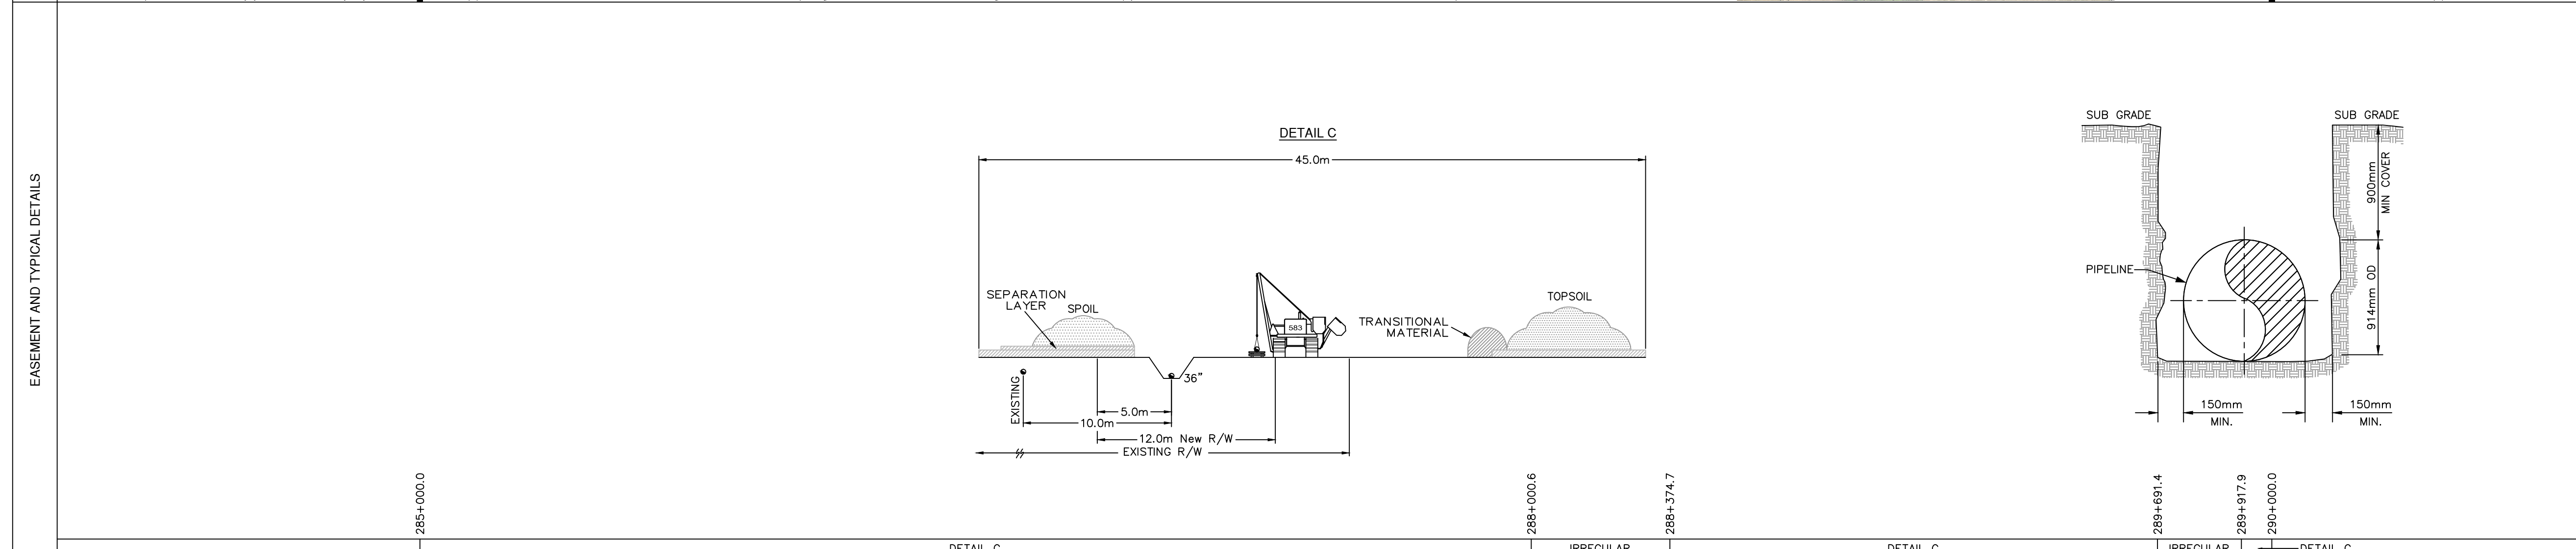 EASEMENT AND TYPICAL DETAILS
DETAIL C
45.0m
SEPARATION
LAYER
SPOIL
583
TRANSITIONAL
MATERIAL
TOPSOIL
36"
EXISTING
5.0m
10.0m
12.0m New R/W
EXISTING R/W
SUB GRADE
SUB GRADE
900mm
MIN COVER
PIPELINE
914mm OD
150mm
MIN.
150mm
MIN.
285+000.0
288+000.6
288+374.7
289+691.4
289+917.9
290+000.0
DETAIL C
IRREGULAR
DETAIL C
IRREGULAR
DETAIL C